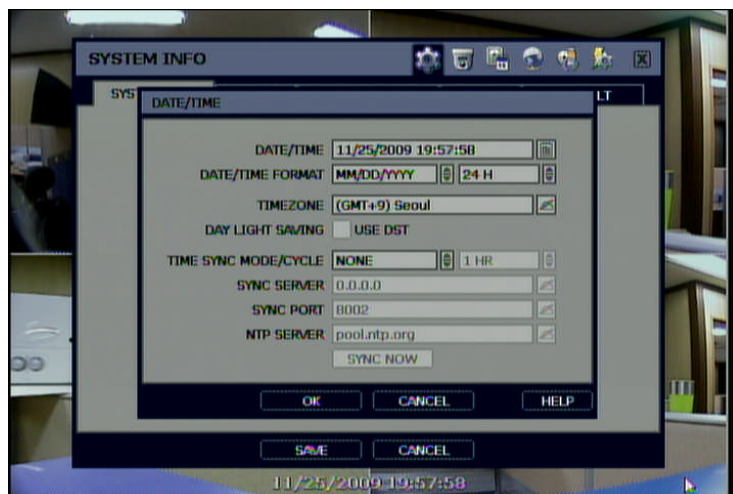 SYSTEM INFO
SYS
LT
DATE/TIME
DATE/TIME 11/25/2009 19:57:58
DATE/TIME FORMAT MM/DD/YYYY 24 H
TIMEZONE (GMT+9) Seoul
DAY LIGHT SAVING USE DST
TIME SYNC MODE/CYCLE NONE 1 HR
SYNC SERVER 0.0.0.0
SYNC PORT 8002
NTP SERVER pool.ntp.org
SYNC NOW
OK CANCEL HELP
SAVE CANCEL
11/25/2009 19:57:58